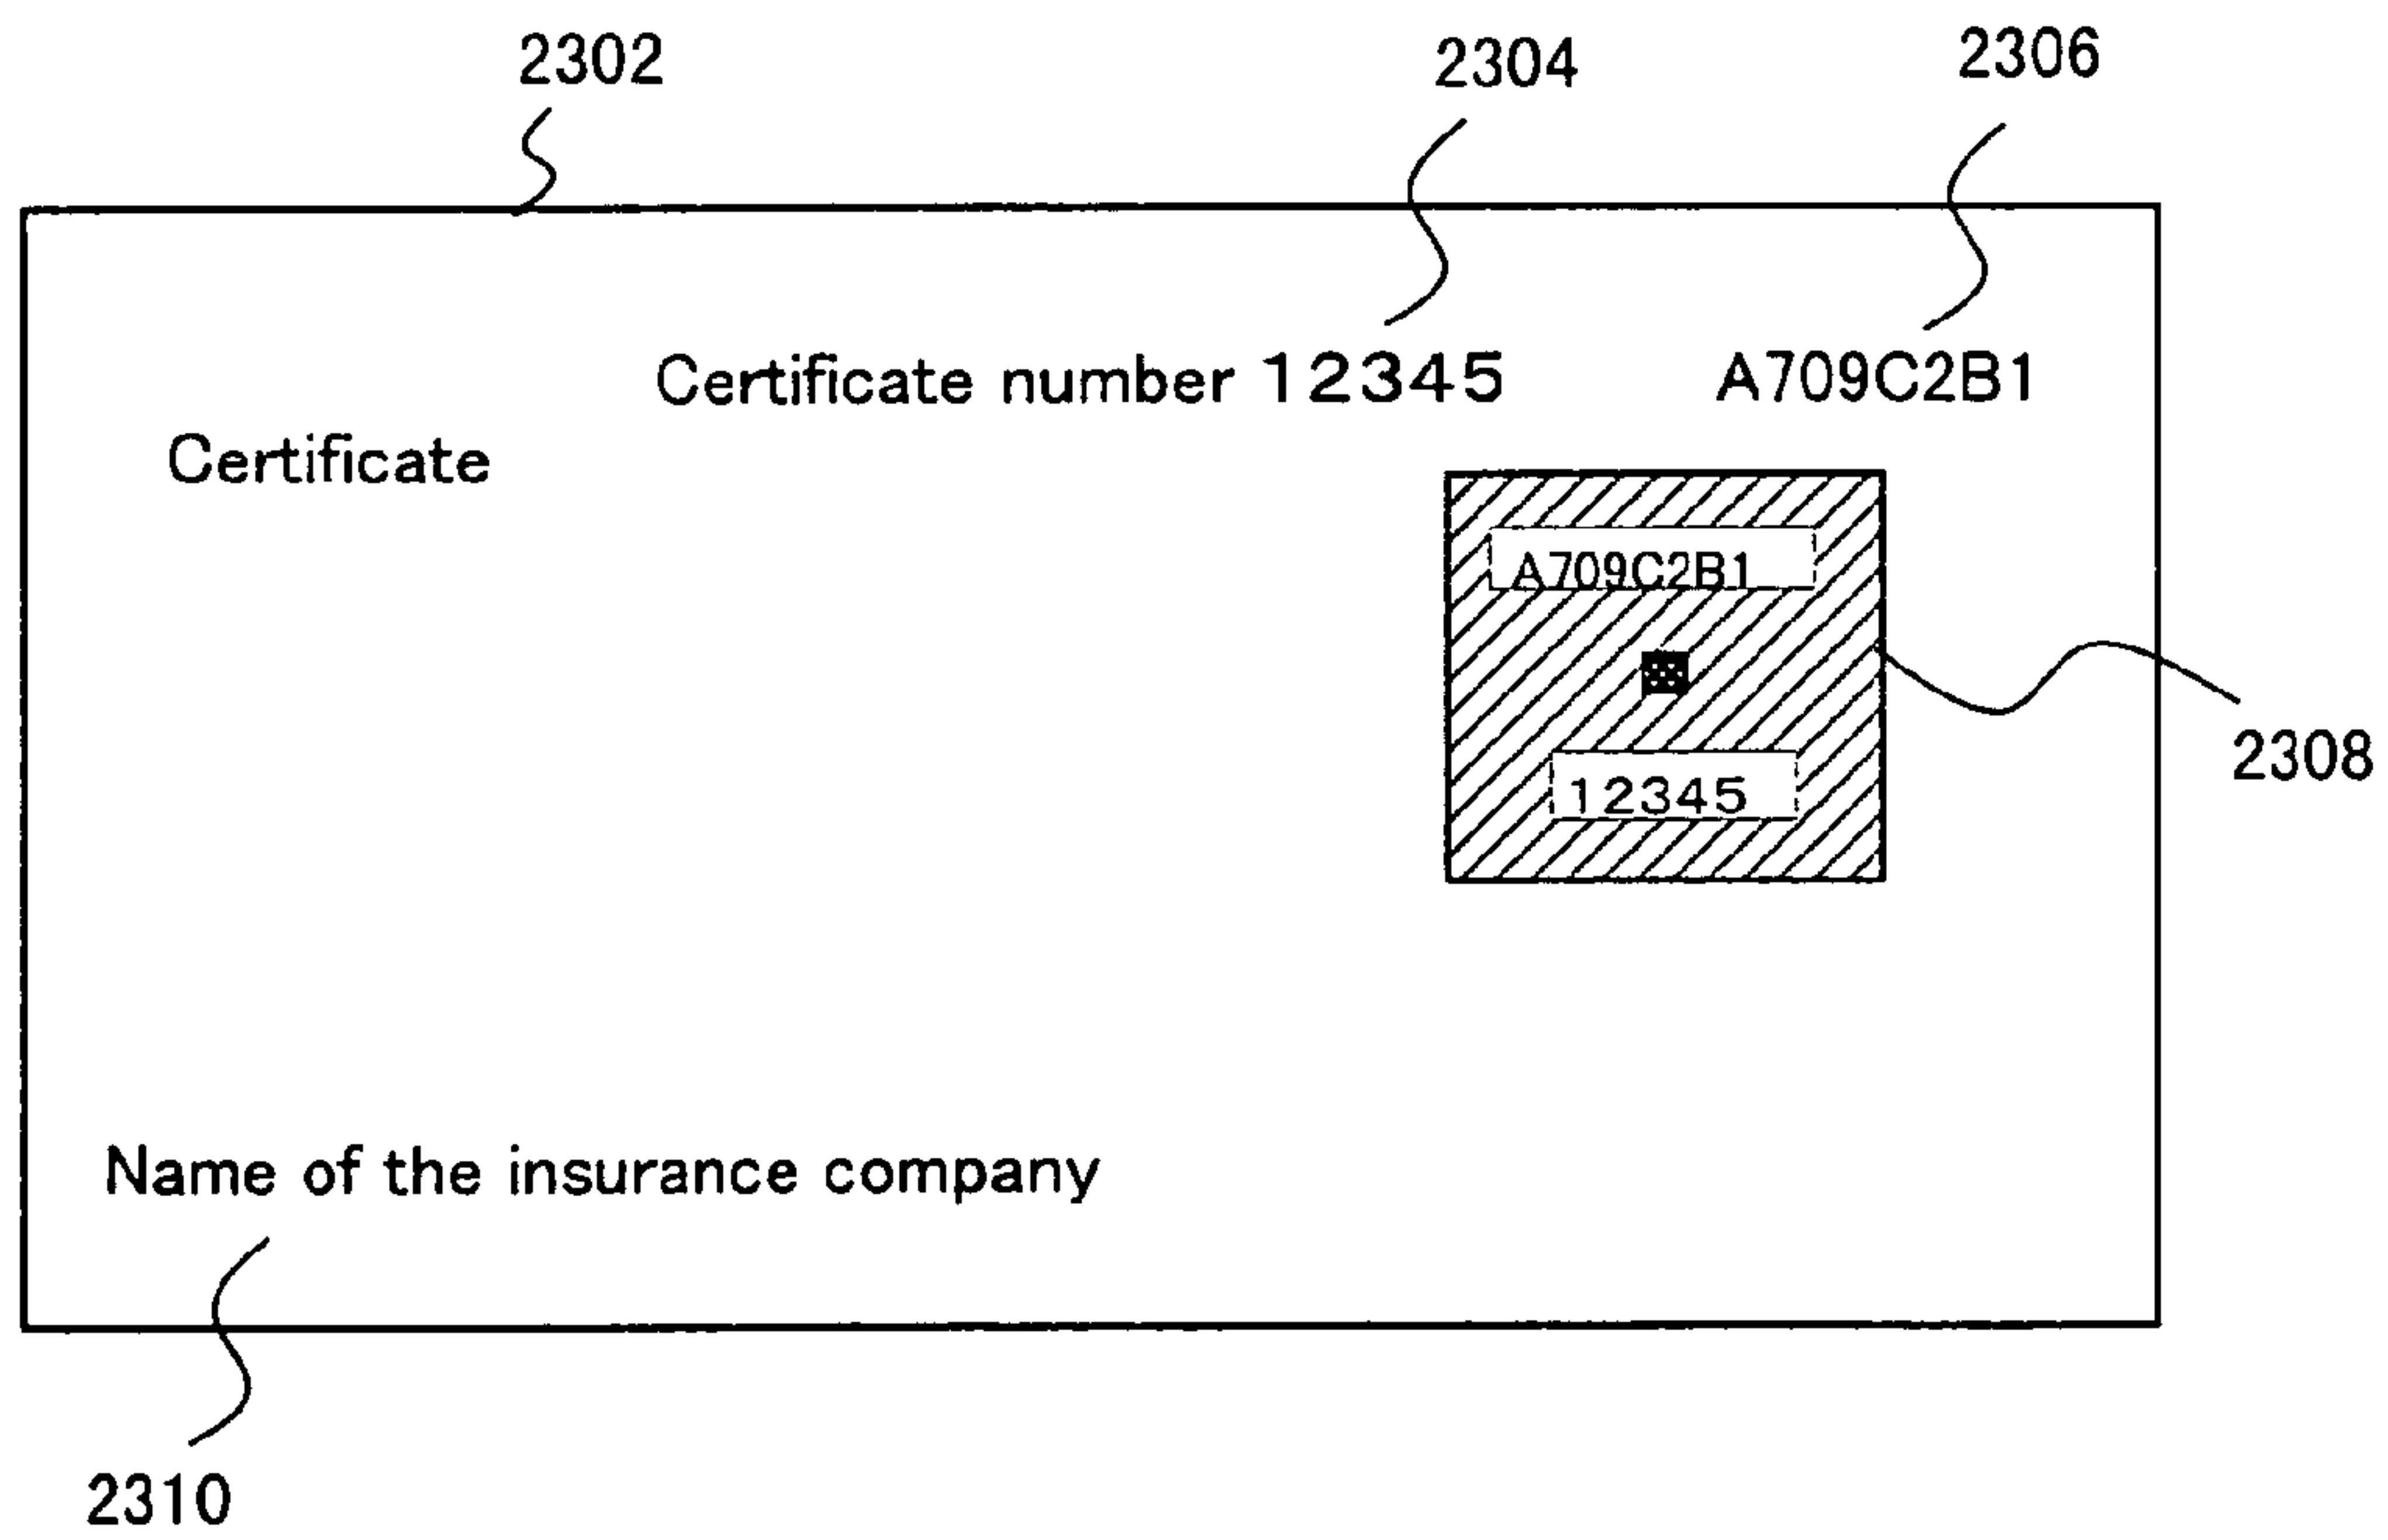 2302
2304
2306
Certificate number 12345
A709C2B1
Certificate
A709C2B1
12345
2308
Name of the insurance company
2310